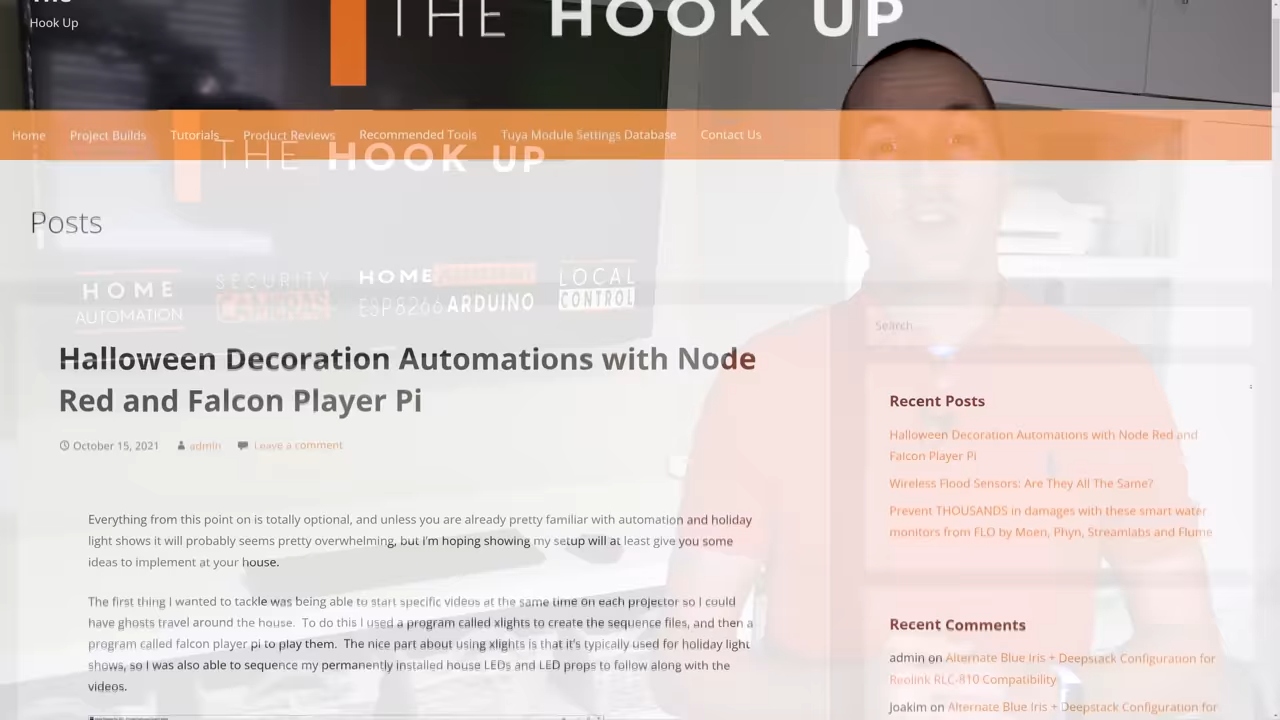 THE HOOK UP
Hook Up
Home Project Builds Tutorials Product Reviews Recommended Tools Tuya Module Settings Database Contact Us
THE HOOK UP
Posts
HOME AUTOMATION
SECURITY CAMERAS
HOME ASSISTANT
ESP8266 ARDUINO
LOCAL CONTROL
Halloween Decoration Automations with Node
Red and Falcon Player Pi
October 15, 2021 admin Leave a comment
Everything from this point on is totally optional, and unless you are already pretty familiar with automation and holiday
light shows it will probably seems pretty overwhelming, but i'm hoping showing my setup will at least give you some
ideas to implement at your house.
The first thing I wanted to tackle was being able to start specific videos at the same time on each projector so I could
have ghosts travel around the house. To do this I used a program called xlights to create the sequence files, and then a
program called falcon player pi to play them. The nice part about using xlights is that it's typically used for holiday light
shows, so I was also able to sequence my permanently installed house LEDs and LED props to follow along with the
videos.
Search...
Recent Posts
Halloween Decoration Automations with Node Red and
Falcon Player Pi
Wireless Flood Sensors: Are They All The Same?
Prevent THOUSANDS in damages with these smart water
monitors from FLO by Moen, Phyn, Streamlabs and Flume
Recent Comments
admin on Alternate Blue Iris + Deepstack Configuration for
Reolink RLC-810 Compatibility
Joakim on Alternate Blue Iris + Deepstack Configuration for